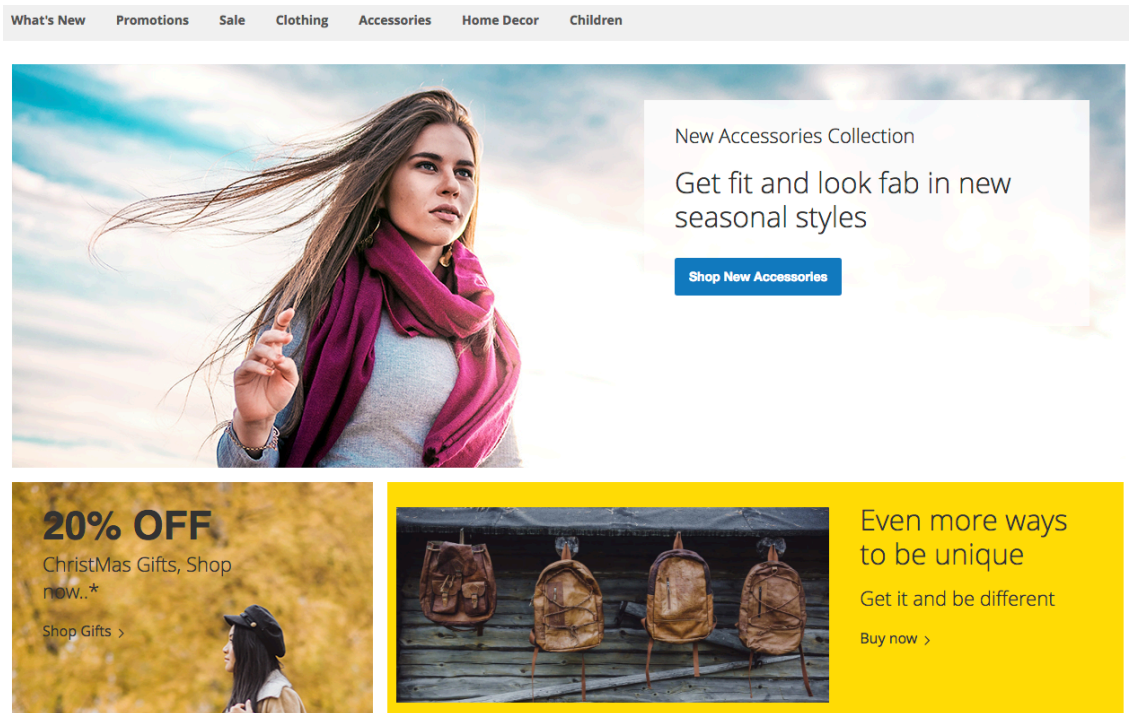 What's New Promotions Sale Clothing Accessories Home Decor Children
New Accessories Collection
Get fit and look fab in new
seasonal styles
Shop New Accessories
20% OFF
ChristMas Gifts, Shop
now..*
Shop Gifts >
Even more ways
to be unique
Get it and be different
Buy now >